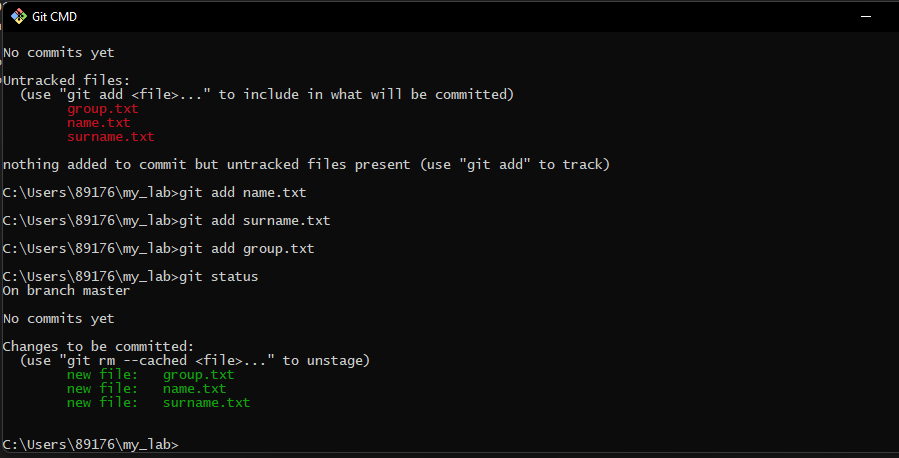 Git CMD
No commits yet
Untracked files:
(use "git add <file>..." to include in what will be committed)
group.txt
name.txt
surname.txt
nothing added to commit but untracked files present (use "git add" to track)
C:\Users\89176\my_lab>git add name.txt
C:\Users\89176\my_lab>git add surname.txt
C:\Users\89176\my_lab>git add group.txt
C:\Users\89176\my_lab>git status
On branch master
No commits yet
Changes to be committed:
(use "git rm --cached <file>..." to unstage)
new file:   group.txt
new file:   name.txt
new file:   surname.txt
C:\Users\89176\my_lab>